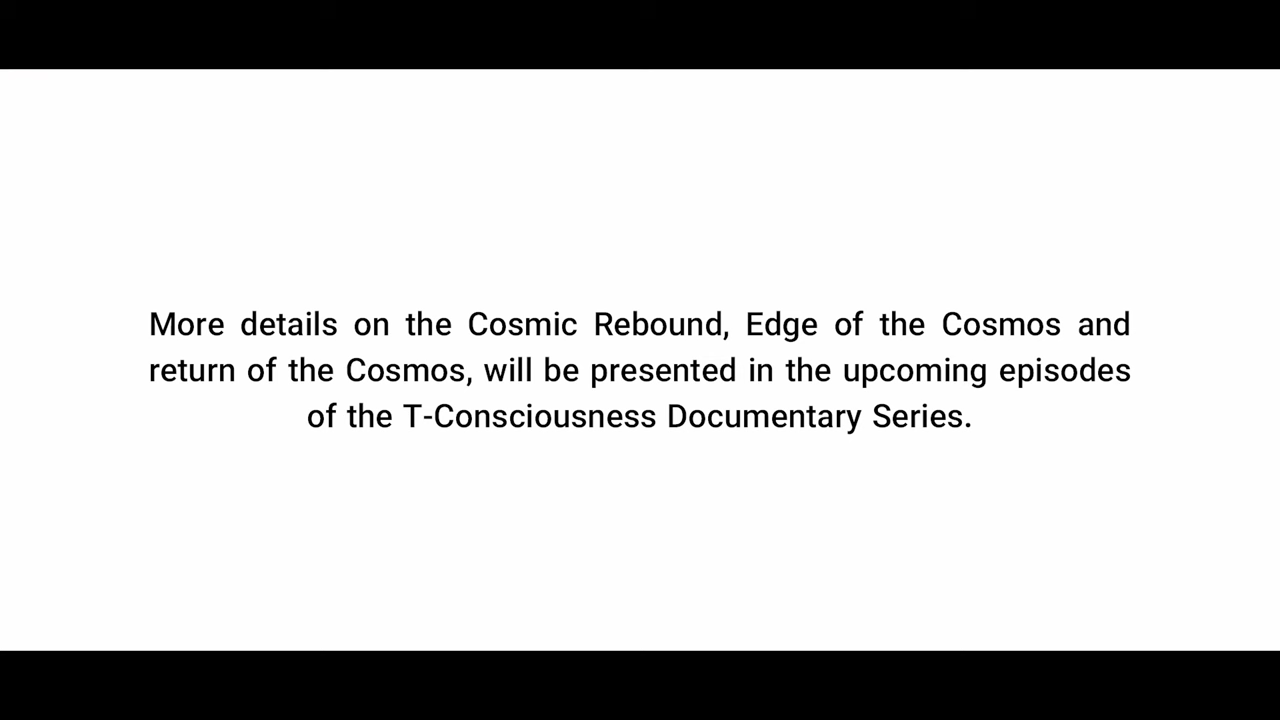 More details on the Cosmic Rebound, Edge of the Cosmos and
return of the Cosmos, will be presented in the upcoming episodes
of the T-Consciousness Documentary Series.